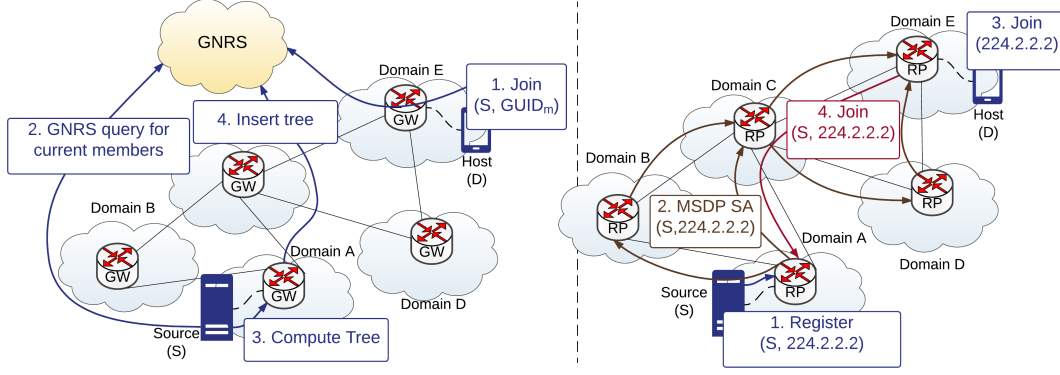 GNRS
Domain E
1. Join
(S, GUIDm)
GW
Host
(D)
2. GNRS query for
current members
4. Insert tree
GW
Domain B
GW
Domain A
GW
GW
Domain D
Source
(S)
3. Compute Tree
Domain E
3. Join
(224.2.2.2)
RP
Host
(D)
Domain C
RP
4. Join
(S, 224.2.2.2)
Domain B
RP
2. MSDP SA
(S,224.2.2.2)
RP
Domain D
Domain A
RP
Source
(S)
1. Register
(S, 224.2.2.2)